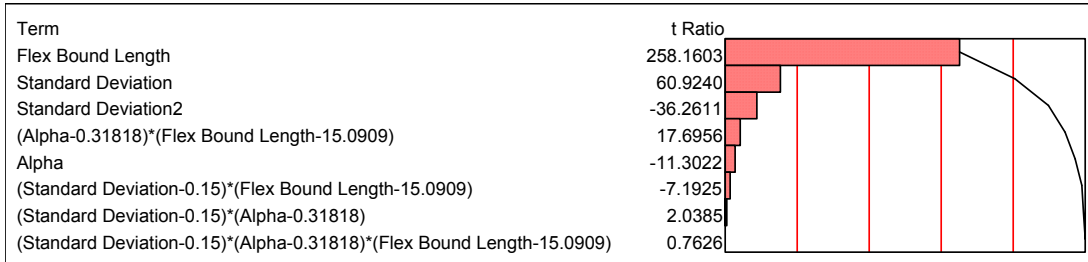 Term t Ratio
Flex Bound Length 258.1603
Standard Deviation 60.9240
Standard Deviation2 -36.2611
(Alpha-0.31818)*(Flex Bound Length-15.0909) 17.6956
Alpha -11.3022
(Standard Deviation-0.15)*(Flex Bound Length-15.0909) -7.1925
(Standard Deviation-0.15)*(Alpha-0.31818) 2.0385
(Standard Deviation-0.15)*(Alpha-0.31818)*(Flex Bound Length-15.0909) 0.7626